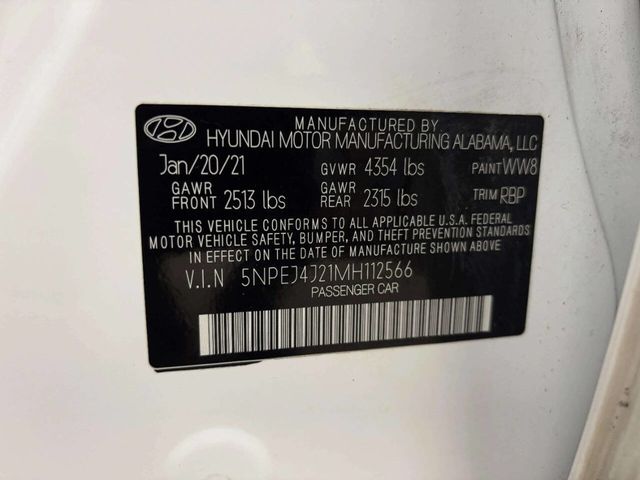 MANUFACTURED BY
HYUNDAI MOTOR MANUFACTURING ALABAMA, LLC
Jan/20/21 GVWR 4354 lbs PAINT WW8
GAWR FRONT 2513 lbs GAWR REAR 2315 lbs TRIM RBP
THIS VEHICLE CONFORMS TO ALL APPLICABLE U.S.A. FEDERAL
MOTOR VEHICLE SAFETY, BUMPER, AND THEFT PREVENTION STANDARDS
IN EFFECT ON THE DATE OF MANUFACTURE SHOWN ABOVE.
V.I.N 5NPEJ4J21MH112566
PASSENGER CAR